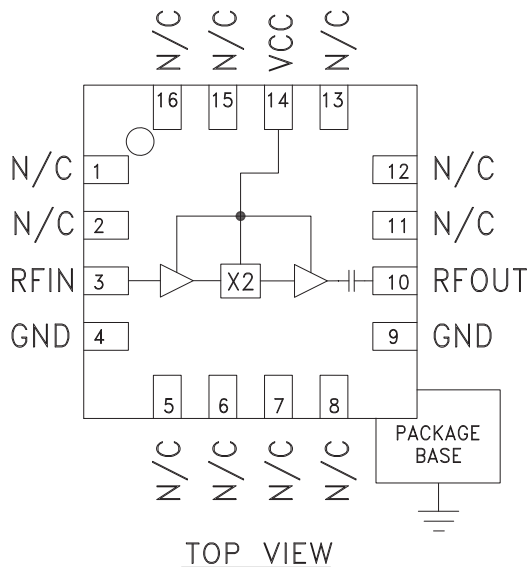 N/C N/C VCC N/C
16 15 14 13
N/C 1 12 N/C
N/C 2 11 N/C
RFIN 3 X2 10 RFOUT
GND 4 9 GND
5 6 7 8
N/C N/C N/C N/C
PACKAGE
BASE
TOP VIEW